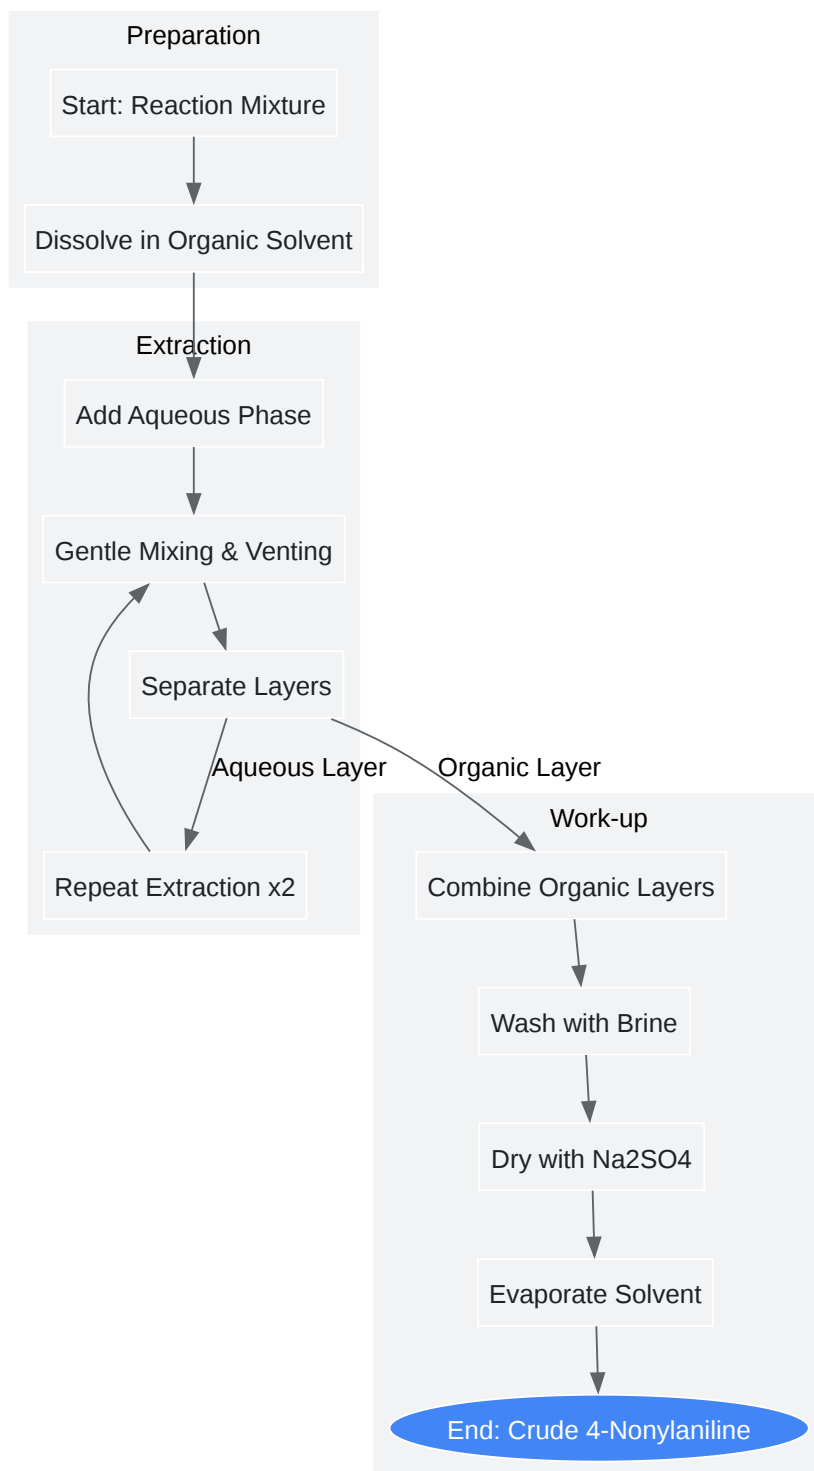 Preparation
Start: Reaction Mixture
Dissolve in Organic Solvent
Extraction
Add Aqueous Phase
Gentle Mixing & Venting
Separate Layers
Aqueous Layer
Organic Layer
Repeat Extraction x2
Work-up
Combine Organic Layers
Wash with Brine
Dry with Na2SO4
Evaporate Solvent
End: Crude 4-Nonylaniline